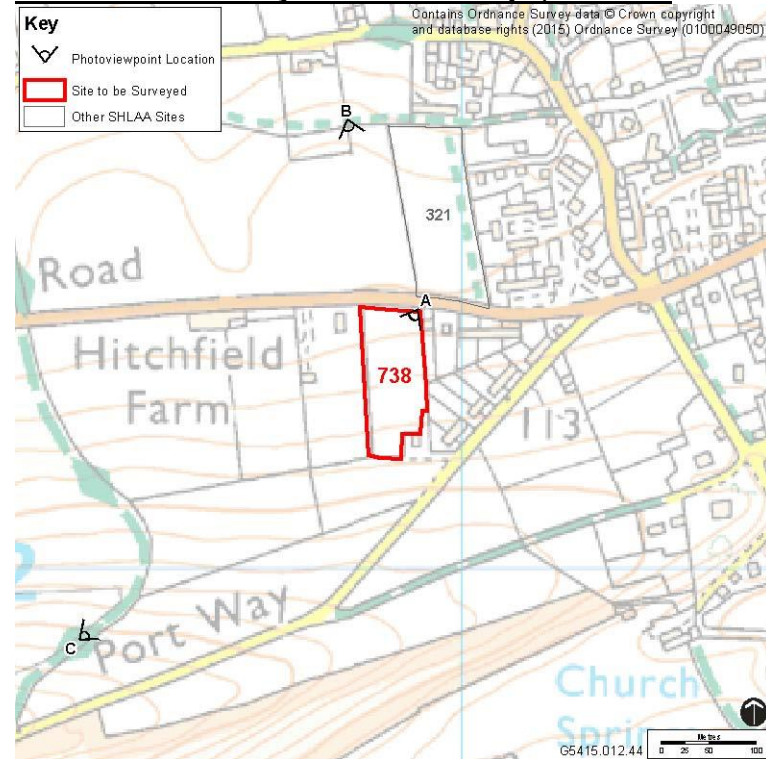 Key
Photoviewpoint Location
Site to be Surveyed
Other SHLAA Sites
Contains Ordnance Survey data © Crown copyright
and database rights (2015) Ordnance Survey (0100049050)
B
321
Road
A
Hitchfield
Farm
738
113
2
Port Way
C
Church
G5415.012.44
Metres
0 25 50 100